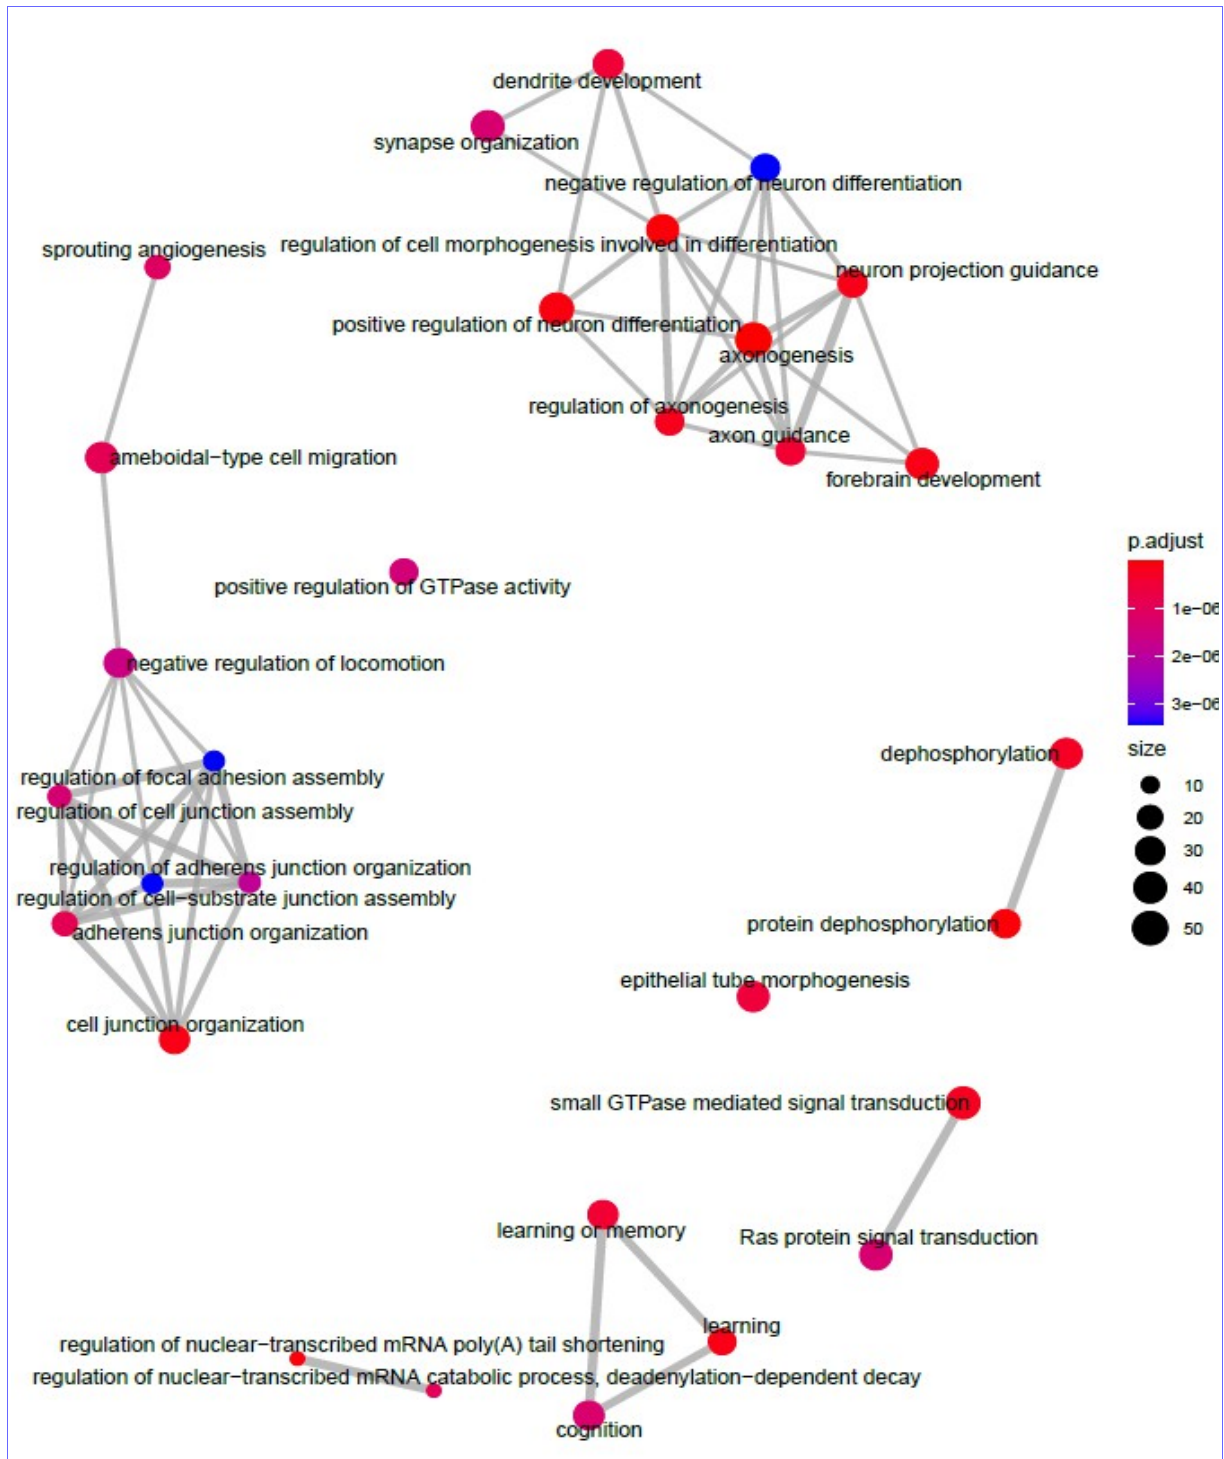 dendrite development
synapse organization
negative regulation of neuron differentiation
regulation of cell morphogenesis involved in differentiation
sprouting angiogenesis
neuron projection guidance
positive regulation of neuron differentiation
axonogenesis
regulation of axonogenesis
axon guidance
ameboidal−type cell migration
forebrain development
p.adjust
1e−06
2e−06
3e−06
positive regulation of GTPase activity
negative regulation of locomotion
size
10
20
30
40
50
dephosphorylation
regulation of focal adhesion assembly
regulation of cell junction assembly
regulation of adherens junction organization
regulation of cell−substrate junction assembly
adherens junction organization
protein dephosphorylation
epithelial tube morphogenesis
cell junction organization
small GTPase mediated signal transduction
learning or memory
Ras protein signal transduction
learning
regulation of nuclear−transcribed mRNA poly(A) tail shortening
regulation of nuclear−transcribed mRNA catabolic process, deadenylation−dependent decay
cognition